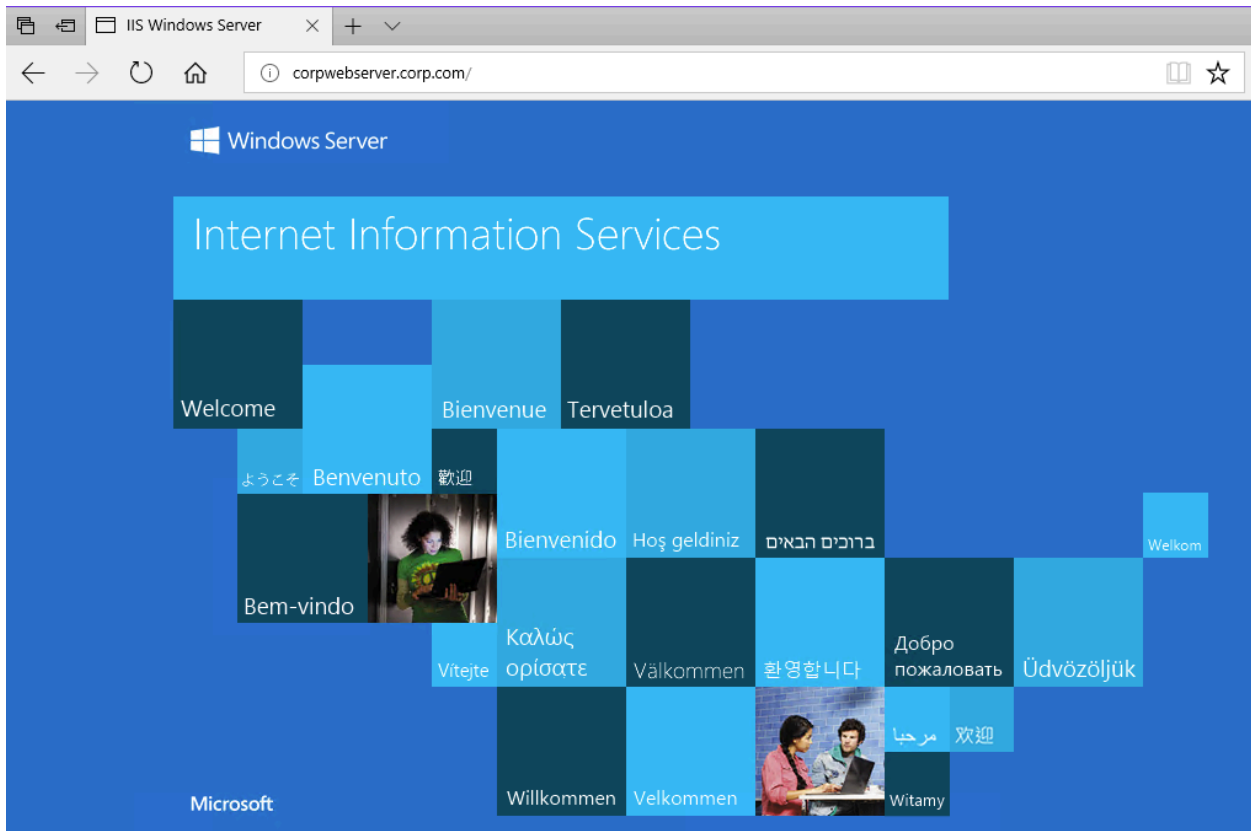 IIS Windows Server
corpwebserver.corp.com/
Windows Server
Internet Information Services
Welcome
Bienvenue
Tervetuloa
ようこそ
Benvenuto
歡迎
Bienvenido
Hoş geldiniz
ברוכים הבאים
Welkom
Bem-vindo
Vítejte
Καλώς
ορίσατε
Välkommen
환영합니다
Добро
пожаловать
Üdvözöljük
مرحبا
欢迎
Microsoft
Willkommen
Velkommen
Witamy